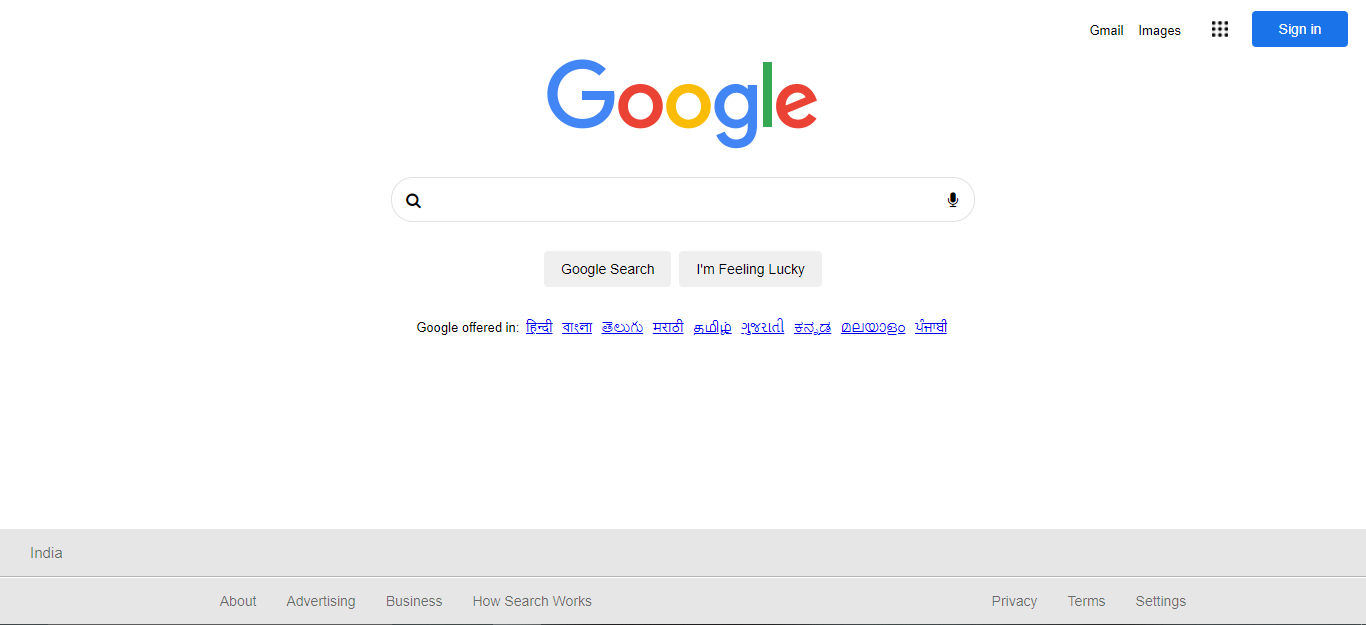 Gmail Images Sign in
Google
Google Search I'm Feeling Lucky
Google offered in: हिन्दी বাংলা తెలుగు मराठी தமிழ் ગુજરાતી ಕನ್ನಡ മലയാളം ਪੰਜਾਬੀ
India
About Advertising Business How Search Works Privacy Terms Settings